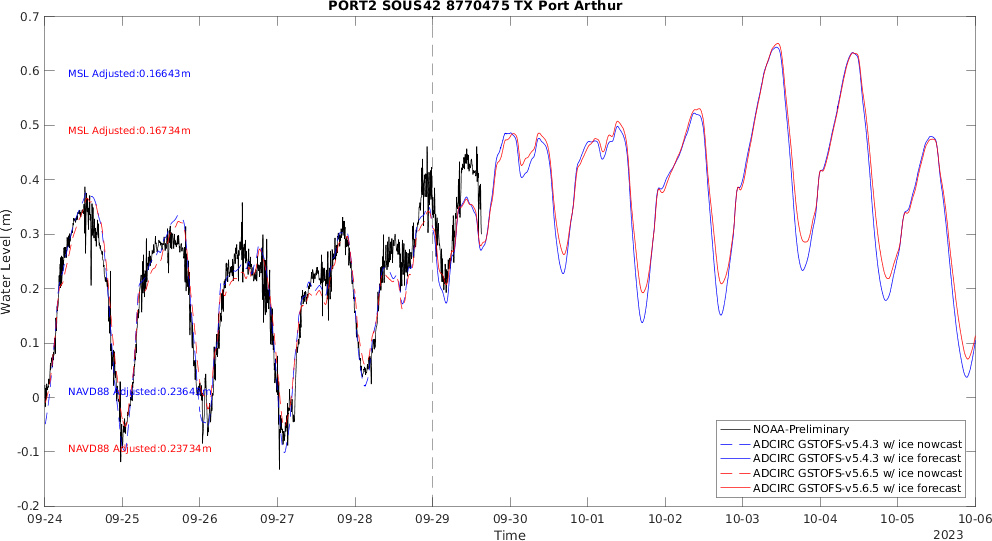 PORT2 SOUS42 8770475 TX Port Arthur
0.7
0.6
0.5
0.4
0.3
0.2
0.1
0
-0.1
-0.2
Water Level (m)
MSL Adjusted:0.16643m
MSL Adjusted:0.16734m
NAVD88 Adjusted:0.2364
NAVD88 Adjusted:0.23734m
NOAA-Preliminary
ADCIRC GSTOFS-v5.4.3 w/ ice nowcast
ADCIRC GSTOFS-v5.4.3 w/ ice forecast
ADCIRC GSTOFS-v5.6.5 w/ ice nowcast
ADCIRC GSTOFS-v5.6.5 w/ ice forecast
09-24 09-25 09-26 09-27 09-28 09-29 09-30 10-01 10-02 10-03 10-04 10-05 10-06
Time
2023